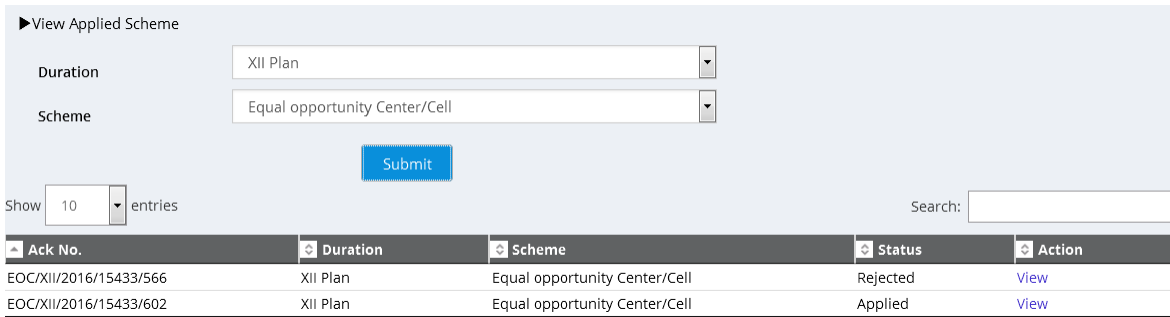 ▶View Applied Scheme
Duration XII Plan
Scheme Equal opportunity Center/Cell
Submit
Show 10 entries Search:
Ack No. Duration Scheme Status Action
EOC/XII/2016/15433/566 XII Plan Equal opportunity Center/Cell Rejected View
EOC/XII/2016/15433/602 XII Plan Equal opportunity Center/Cell Applied View